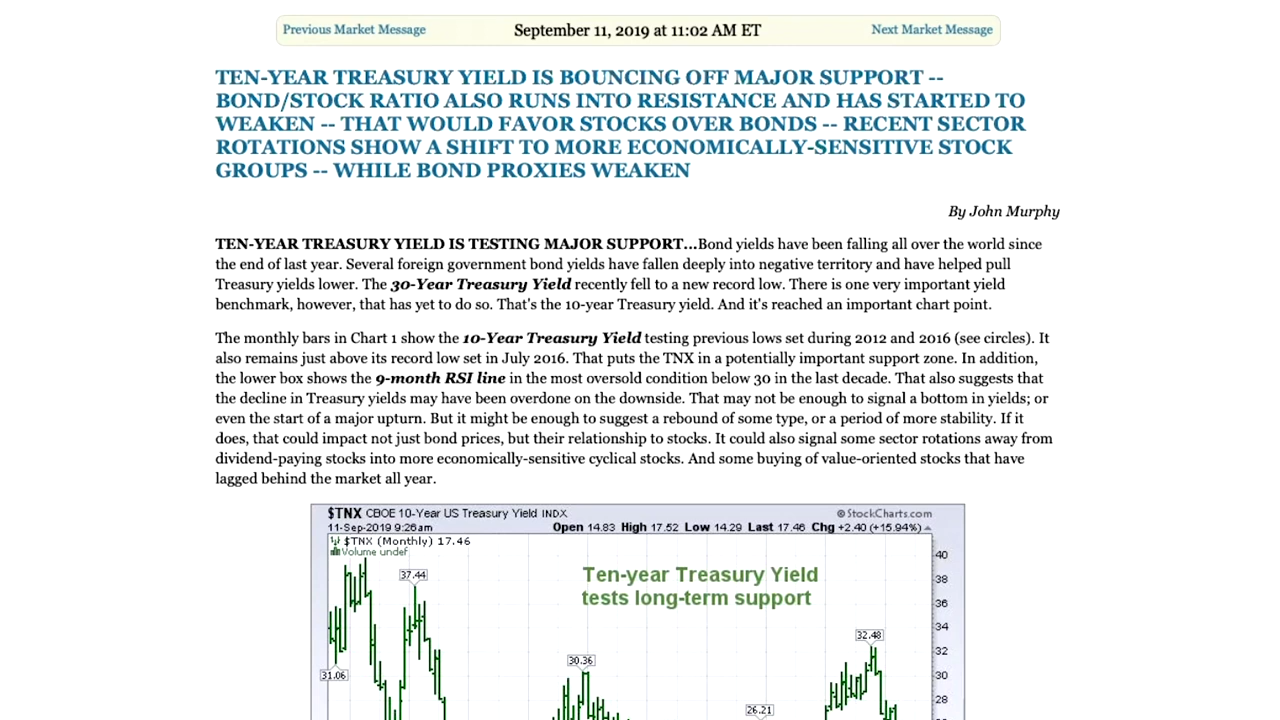 Previous Market Message
September 11, 2019 at 11:02 AM ET
Next Market Message
TEN-YEAR TREASURY YIELD IS BOUNCING OFF MAJOR SUPPORT --
BOND/STOCK RATIO ALSO RUNS INTO RESISTANCE AND HAS STARTED TO
WEAKEN -- THAT WOULD FAVOR STOCKS OVER BONDS -- RECENT SECTOR
ROTATIONS SHOW A SHIFT TO MORE ECONOMICALLY-SENSITIVE STOCK
GROUPS -- WHILE BOND PROXIES WEAKEN
By John Murphy
TEN-YEAR TREASURY YIELD IS TESTING MAJOR SUPPORT...Bond yields have been falling all over the world since
the end of last year. Several foreign government bond yields have fallen deeply into negative territory and have helped pull
Treasury yields lower. The 30-Year Treasury Yield recently fell to a new record low. There is one very important yield
benchmark, however, that has yet to do so. That's the 10-year Treasury yield. And it's reached an important chart point.
The monthly bars in Chart 1 show the 10-Year Treasury Yield testing previous lows set during 2012 and 2016 (see circles). It
also remains just above its record low set in July 2016. That puts the TNX in a potentially important support zone. In addition,
the lower box shows the 9-month RSI line in the most oversold condition below 30 in the last decade. That also suggests that
the decline in Treasury yields may have been overdone on the downside. That may not be enough to signal a bottom in yields; or
even the start of a major upturn. But it might be enough to suggest a rebound of some type, or a period of more stability. If it
does, that could impact not just bond prices, but their relationship to stocks. It could also signal some sector rotations away from
dividend-paying stocks into more economically-sensitive cyclical stocks. And some buying of value-oriented stocks that have
lagged behind the market all year.
$TNX CBOE 10-Year US Treasury Yield INDX
© StockCharts.com
11-Sep-2019 9:26am
Open 14.83 High 17.52 Low 14.29 Last 17.46 Chg +2.40 (+15.94%)
$TNX (Monthly) 17.46
Volume undef
Ten-year Treasury Yield
tests long-term support
37.44
31.06
30.36
26.21
32.48
40
38
36
34
32
30
28